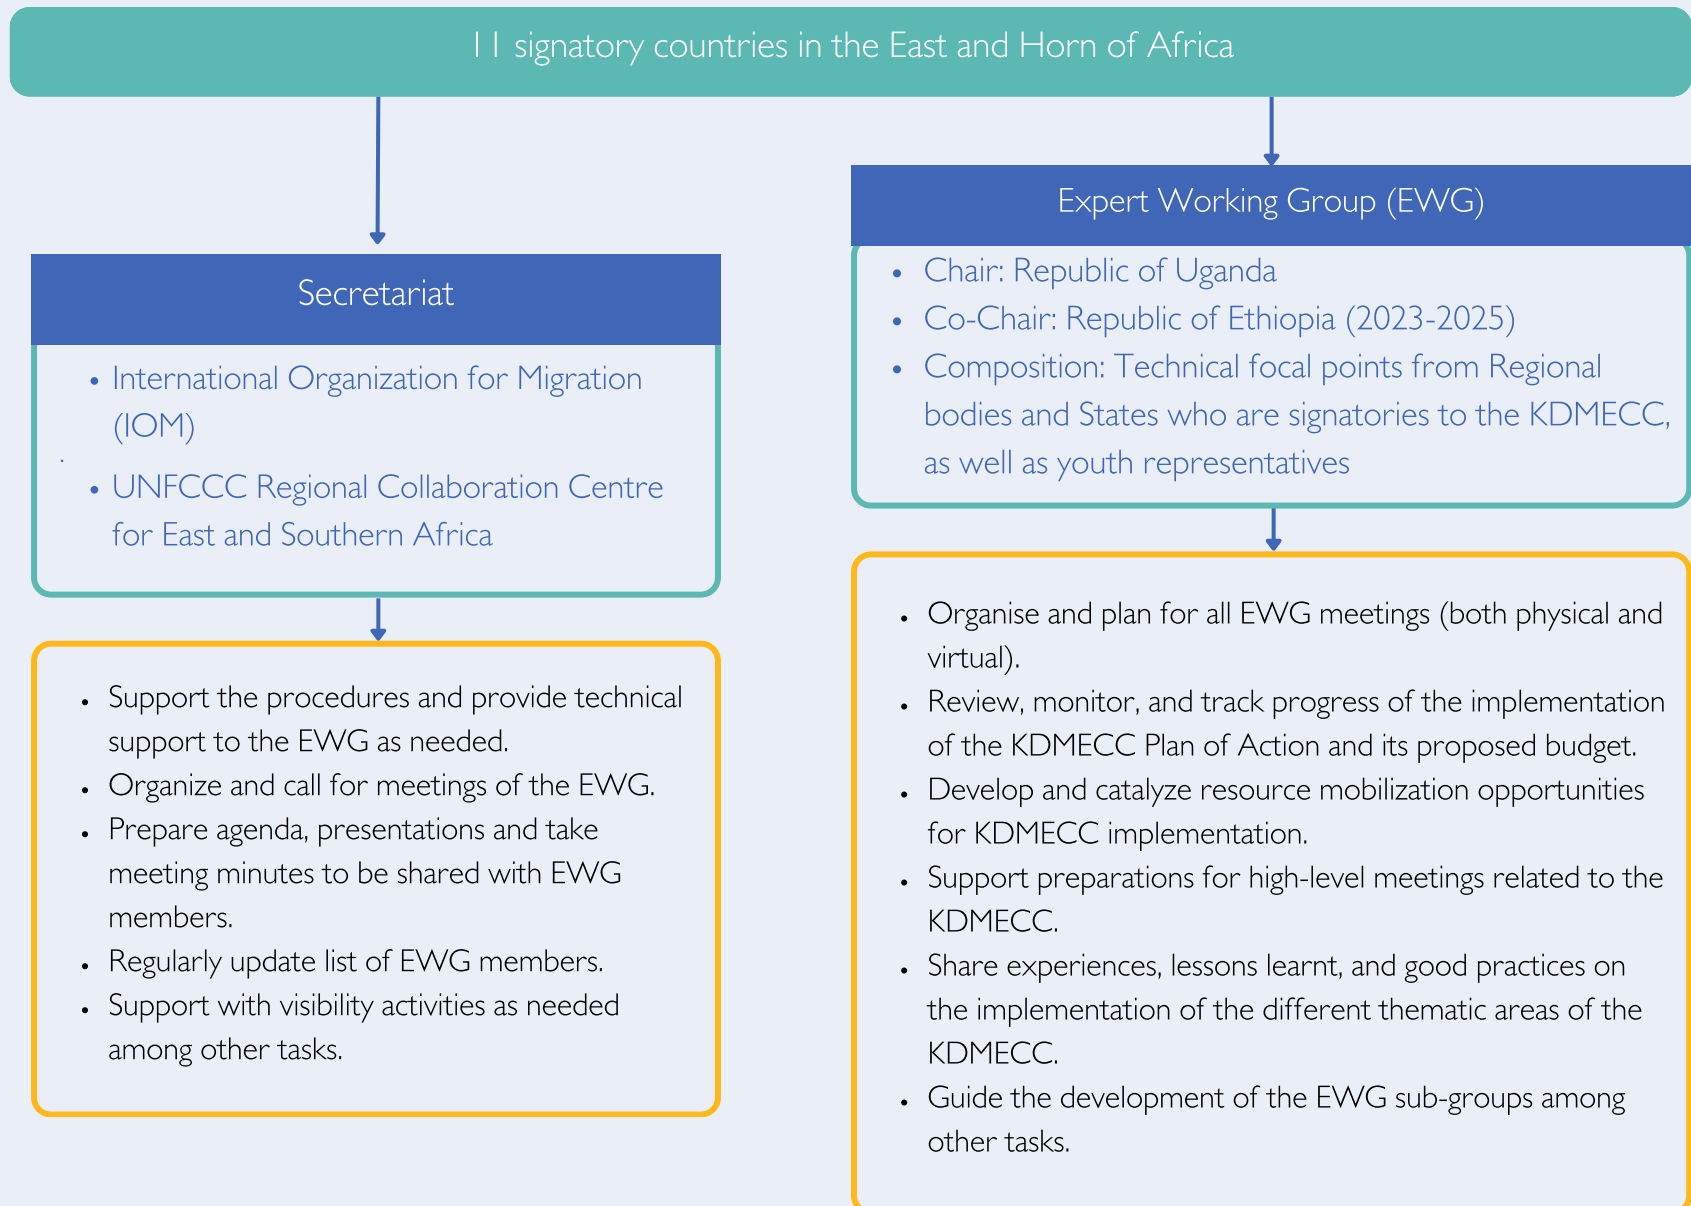 11 signatory countries in the East and Horn of Africa
Secretariat
• International Organization for Migration
(IOM)
• UNFCCC Regional Collaboration Centre
for East and Southern Africa
• Support the procedures and provide technical
support to the EWG as needed.
• Organize and call for meetings of the EWG.
• Prepare agenda, presentations and take
meeting minutes to be shared with EWG
members.
• Regularly update list of EWG members.
• Support with visibility activities as needed
among other tasks.
Expert Working Group (EWG)
• Chair: Republic of Uganda
• Co-Chair: Republic of Ethiopia (2023-2025)
• Composition: Technical focal points from Regional
bodies and States who are signatories to the KDMECC,
as well as youth representatives
• Organise and plan for all EWG meetings (both physical and
virtual).
• Review, monitor, and track progress of the implementation
of the KDMECC Plan of Action and its proposed budget.
• Develop and catalyze resource mobilization opportunities
for KDMECC implementation.
• Support preparations for high-level meetings related to the
KDMECC.
• Share experiences, lessons learnt, and good practices on
the implementation of the different thematic areas of the
KDMECC.
• Guide the development of the EWG sub-groups among
other tasks.